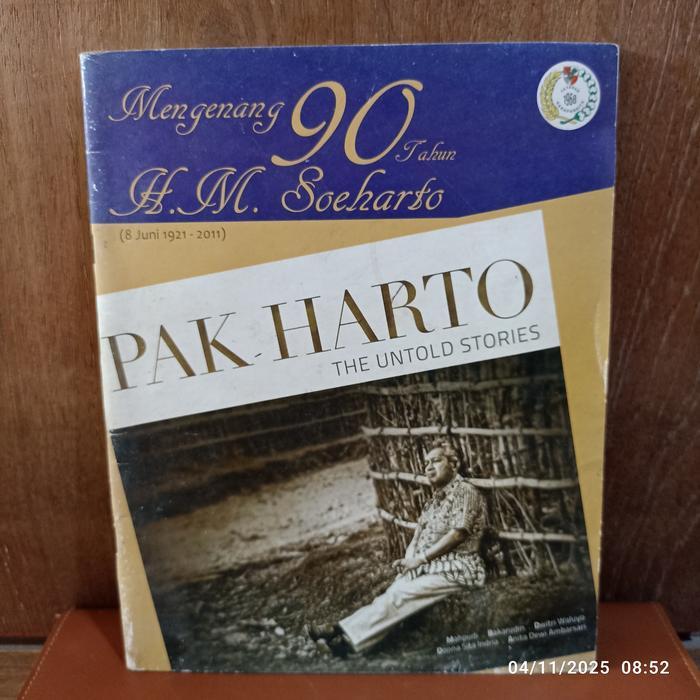 Mengenang 90 Tahun
H.M. Soeharto
(8 Juni 1921 - 2011)
1968
PAK HARTO
THE UNTOLD STORIES
Mahpudi . Bakarudin . Dwitri Waluyo
Donna Sita Indria . Anita Dewi Ambarsari
04/11/2025 08:52